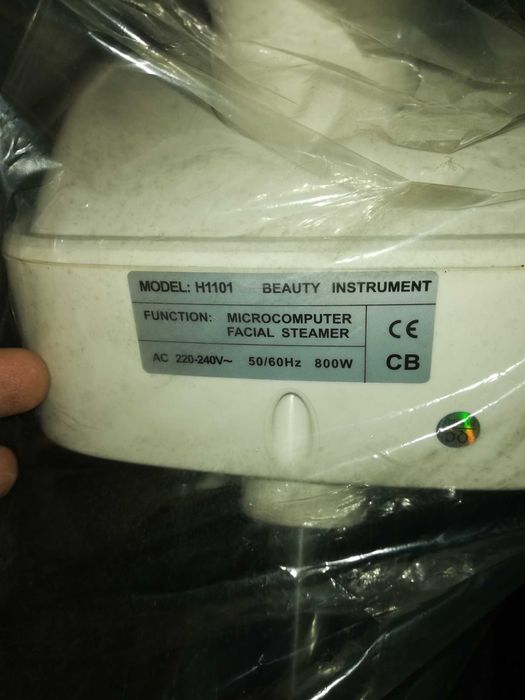 MODEL: H1101 BEAUTY INSTRUMENT
FUNCTION: MICROCOMPUTER
FACIAL STEAMER
CE
AC 220-240V~ 50/60Hz 800W
CB